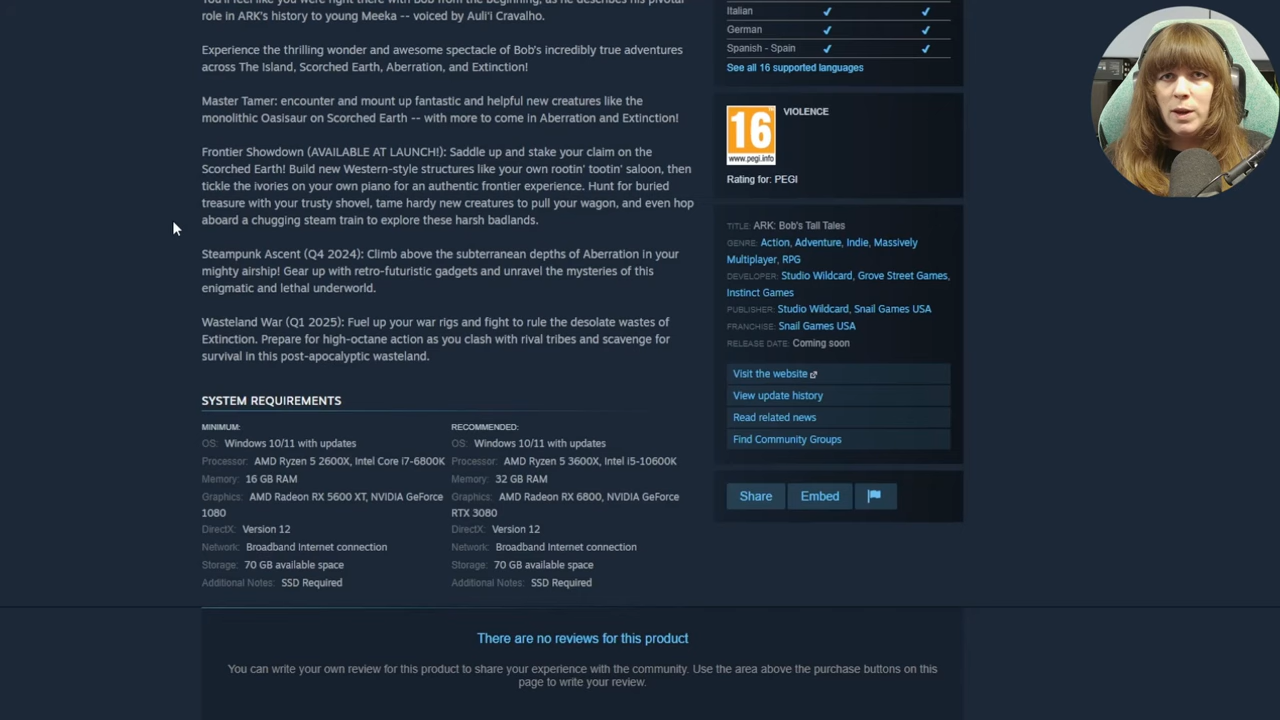 You'll feel like you were right there with Bob from the beginning, as he describes his pivotal
role in ARK's history to young Meeka -- voiced by Auli'i Cravalho.
Experience the thrilling wonder and awesome spectacle of Bob's incredibly true adventures
across The Island, Scorched Earth, Aberration, and Extinction!
Master Tamer: encounter and mount up fantastic and helpful new creatures like the
monolithic Oasisaur on Scorched Earth -- with more to come in Aberration and Extinction!
Frontier Showdown (AVAILABLE AT LAUNCH!): Saddle up and stake your claim on the
Scorched Earth! Build new Western-style structures like your own rootin' tootin' saloon, then
tickle the ivories on your own piano for an authentic frontier experience. Hunt for buried
treasure with your trusty shovel, tame hardy new creatures to pull your wagon, and even hop
aboard a chugging steam train to explore these harsh badlands.
Steampunk Ascent (Q4 2024): Climb above the subterranean depths of Aberration in your
mighty airship! Gear up with retro-futuristic gadgets and unravel the mysteries of this
enigmatic and lethal underworld.
Wasteland War (Q1 2025): Fuel up your war rigs and fight to rule the desolate wastes of
Extinction. Prepare for high-octane action as you clash with rival tribes and scavenge for
survival in this post-apocalyptic wasteland.
SYSTEM REQUIREMENTS
MINIMUM:
OS: Windows 10/11 with updates
Processor: AMD Ryzen 5 2600X, Intel Core i7-6800K
Memory: 16 GB RAM
Graphics: AMD Radeon RX 5600 XT, NVIDIA GeForce
1080
DirectX: Version 12
Network: Broadband Internet connection
Storage: 70 GB available space
Additional Notes: SSD Required
RECOMMENDED:
OS: Windows 10/11 with updates
Processor: AMD Ryzen 5 3600X, Intel i5-10600K
Memory: 32 GB RAM
Graphics: AMD Radeon RX 6800, NVIDIA GeForce
RTX 3080
DirectX: Version 12
Network: Broadband Internet connection
Storage: 70 GB available space
Additional Notes: SSD Required
There are no reviews for this product
You can write your own review for this product to share your experience with the community. Use the area above the purchase buttons on this
page to write your review.
Italian ✔ ✔
German ✔ ✔
Spanish - Spain ✔ ✔
See all 16 supported languages
16
www.pegi.info
VIOLENCE
Rating for: PEGI
TITLE: ARK: Bob's Tall Tales
GENRE: Action, Adventure, Indie, Massively
Multiplayer, RPG
DEVELOPER: Studio Wildcard, Grove Street Games,
Instinct Games
PUBLISHER: Studio Wildcard, Snail Games USA
FRANCHISE: Snail Games USA
RELEASE DATE: Coming soon
Visit the website
View update history
Read related news
Find Community Groups
Share
Embed